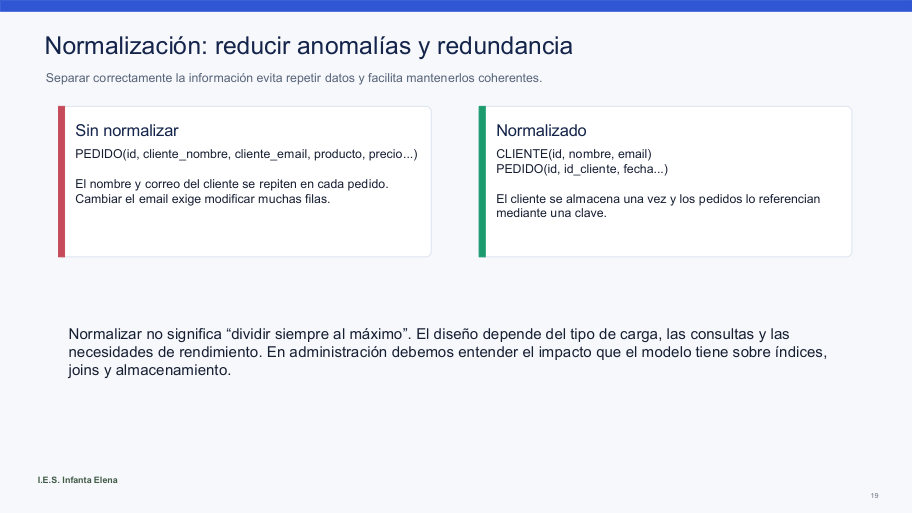 Normalización: reducir anomalías y redundancia
Separar correctamente la información evita repetir datos y facilita mantenerlos coherentes.
Sin normalizar
PEDIDO(id, cliente_nombre, cliente_email, producto, precio...)
El nombre y correo del cliente se repiten en cada pedido.
Cambiar el email exige modificar muchas filas.
Normalizado
CLIENTE(id, nombre, email)
PEDIDO(id, id_cliente, fecha...)
El cliente se almacena una vez y los pedidos lo referencian
mediante una clave.
Normalizar no significa “dividir siempre al máximo”. El diseño depende del tipo de carga, las consultas y las
necesidades de rendimiento. En administración debemos entender el impacto que el modelo tiene sobre índices,
joins y almacenamiento.
I.E.S. Infanta Elena
19